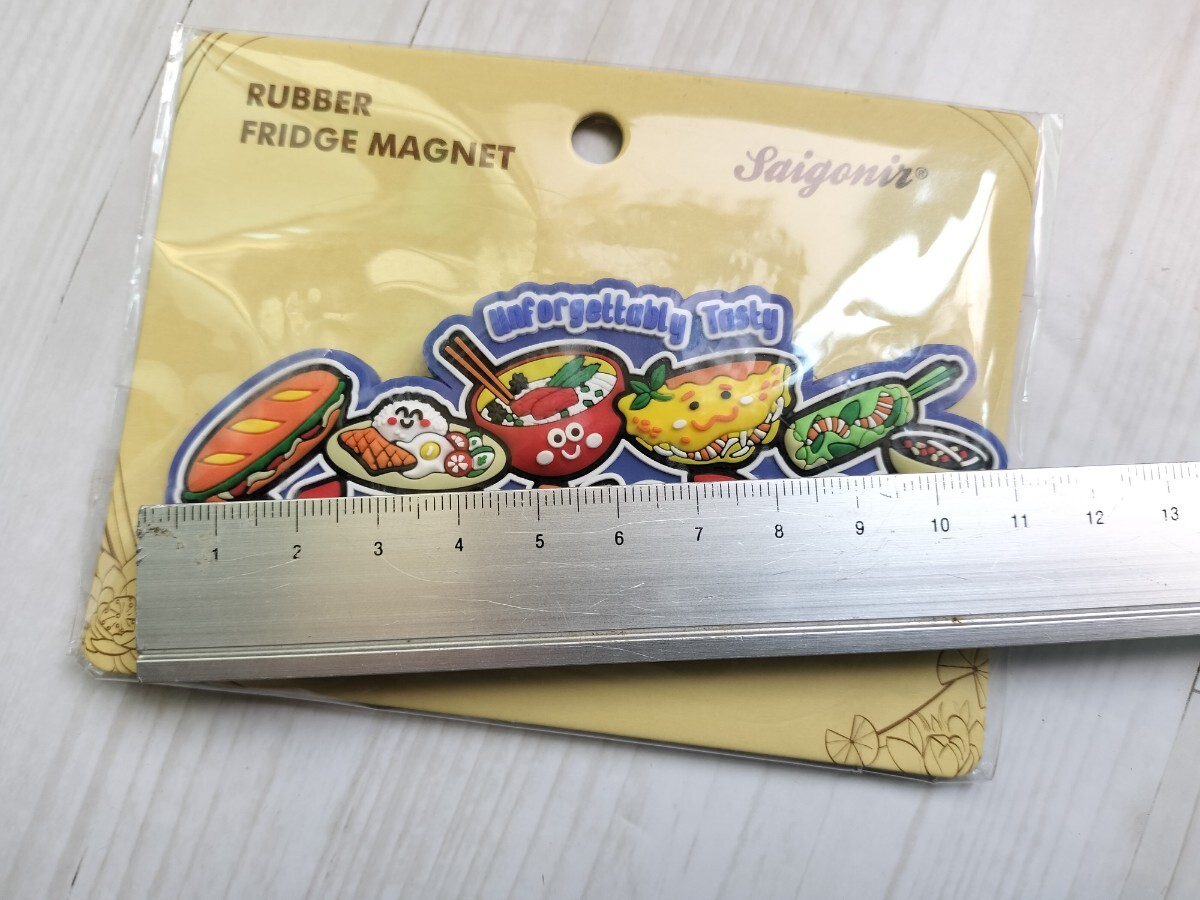 RUBBER
FRIDGE MAGNET
Saigonir®
Unforgettably Tasty
1 2 3 4 5 6 7 8 9 10 11 12 13